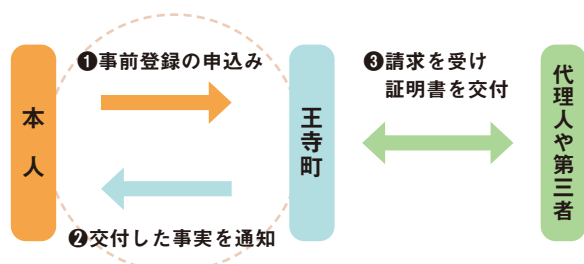 ❶事前登録の申込み
❸請求を受け
証明書を交付
本人
王寺町
代理人や第三者
❷交付した事実を通知